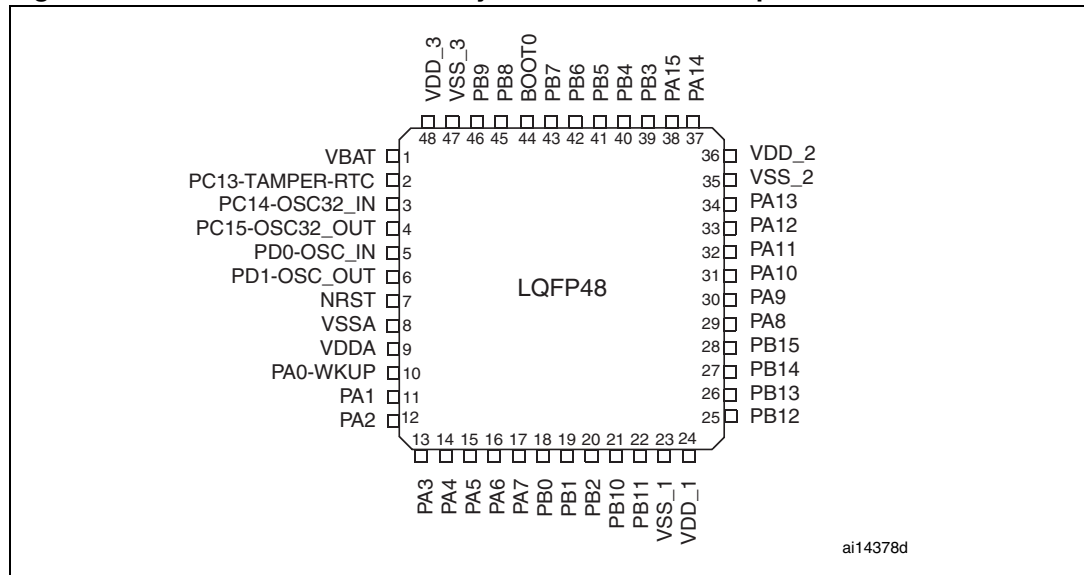 VDD_3
VSS_3
PB9
PB8
BOOT0
PB7
PB6
PB5
PB4
PB3
PA15
PA14
48 47 46 45 44 43 42 41 40 39 38 37
VBAT 1
PC13-TAMPER-RTC 2
PC14-OSC32_IN 3
PC15-OSC32_OUT 4
PD0-OSC_IN 5
PD1-OSC_OUT 6
NRST 7
VSSA 8
VDDA 9
PA0-WKUP 10
PA1 11
PA2 12
LQFP48
36 VDD_2
35 VSS_2
34 PA13
33 PA12
32 PA11
31 PA10
30 PA9
29 PA8
28 PB15
27 PB14
26 PB13
25 PB12
13 14 15 16 17 18 19 20 21 22 23 24
PA3
PA4
PA5
PA6
PA7
PB0
PB1
PB2
PB10
PB11
VSS_1
VDD_1
ai14378d